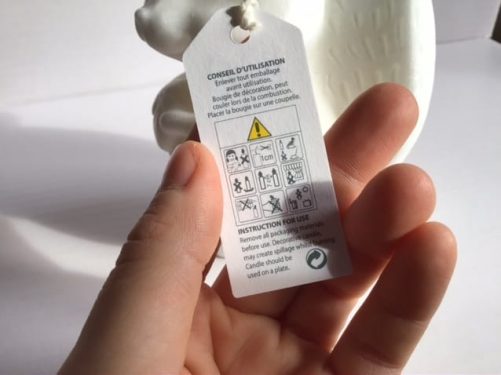 CONSEIL D'UTILISATION
Enlever tout emballage
avant utilisation.
Bougie de décoration, peut
couler lors de la combustion.
Placer la bougie sur une coupelle.
1cm
INSTRUCTION FOR USE
Remove all packaging materials
before use. Decorative candle,
may create spillage whilst burning.
Candle should be
used on a plate.